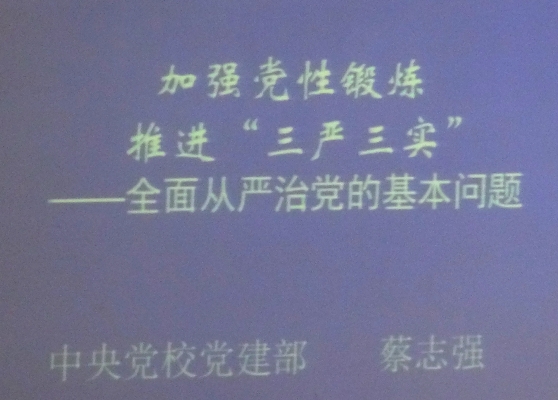 加强党性锻炼
推进“三严三实”
——全面从严治党的基本问题
中央党校党建部 蔡志强